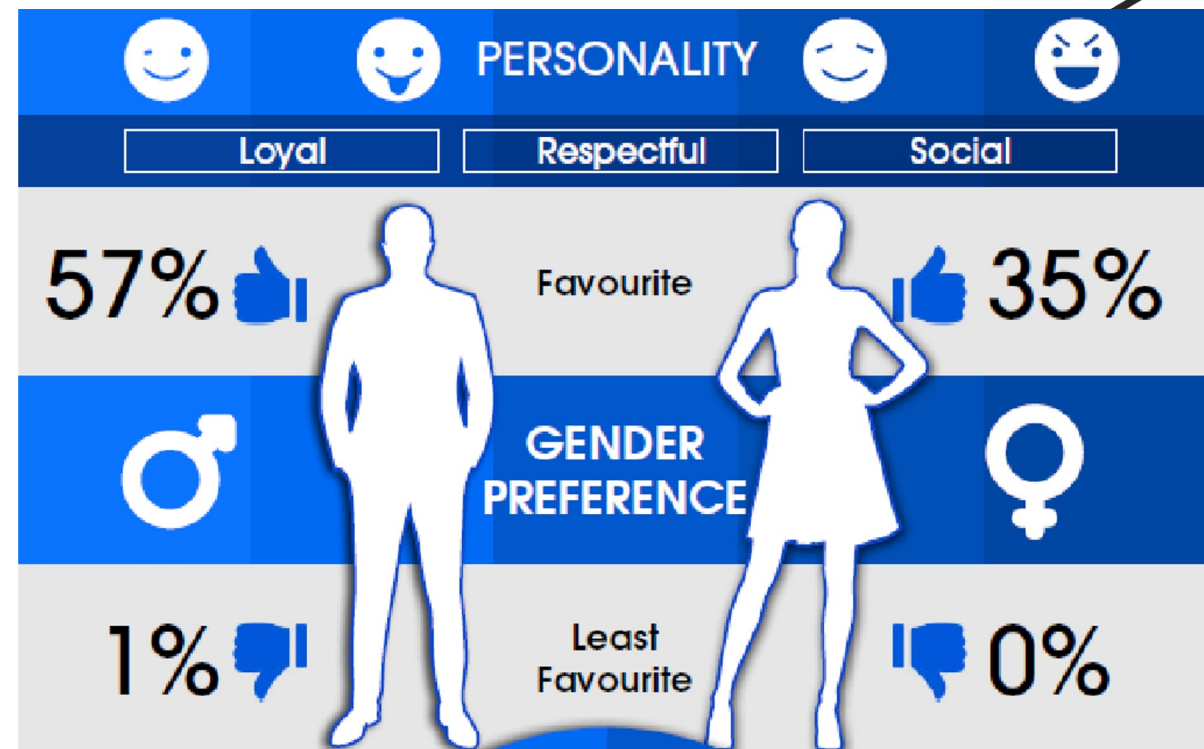 PERSONALITY
Loyal Respectful Social
57% Favourite 35%
GENDER
PREFERENCE
1% Least
Favourite 0%